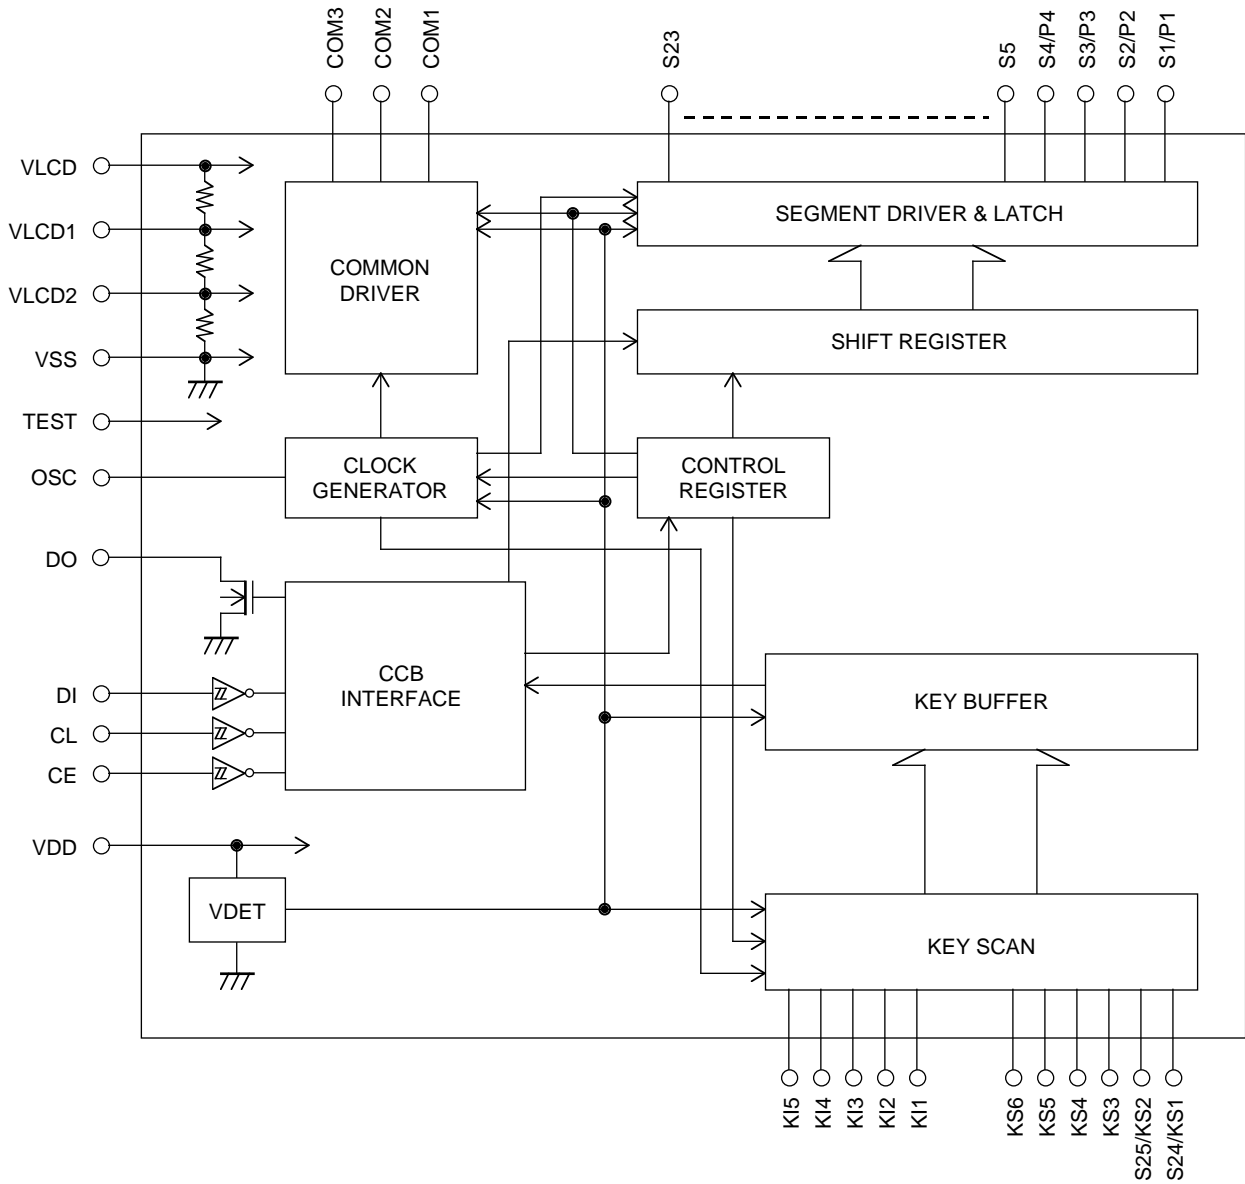 COM3
COM2
COM1
S23
S5
S4/P4
S3/P3
S2/P2
S1/P1
VLCD
VLCD1
VLCD2
VSS
TEST
OSC
DO
DI
CL
CE
VDD
COMMON
DRIVER
SEGMENT DRIVER & LATCH
SHIFT REGISTER
CLOCK
GENERATOR
CONTROL
REGISTER
CCB
INTERFACE
KEY BUFFER
VDET
KEY SCAN
KI5
KI4
KI3
KI2
KI1
KS6
KS5
KS4
KS3
S25/KS2
S24/KS1